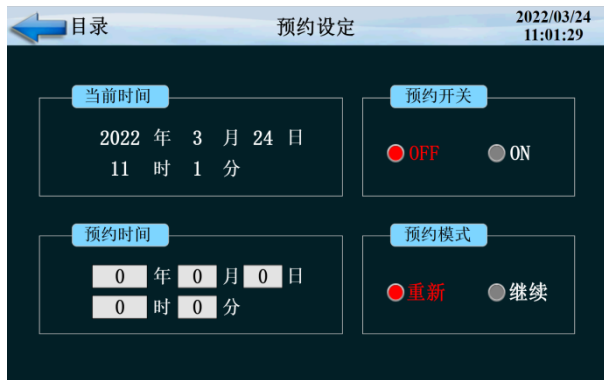 目录
预约设定
2022/03/24
11:01:29
当前时间
2022 年 3 月 24 日
11 时 1 分
预约开关
OFF ON
预约时间
0 年 0 月 0 日
0 时 0 分
预约模式
重新 继续